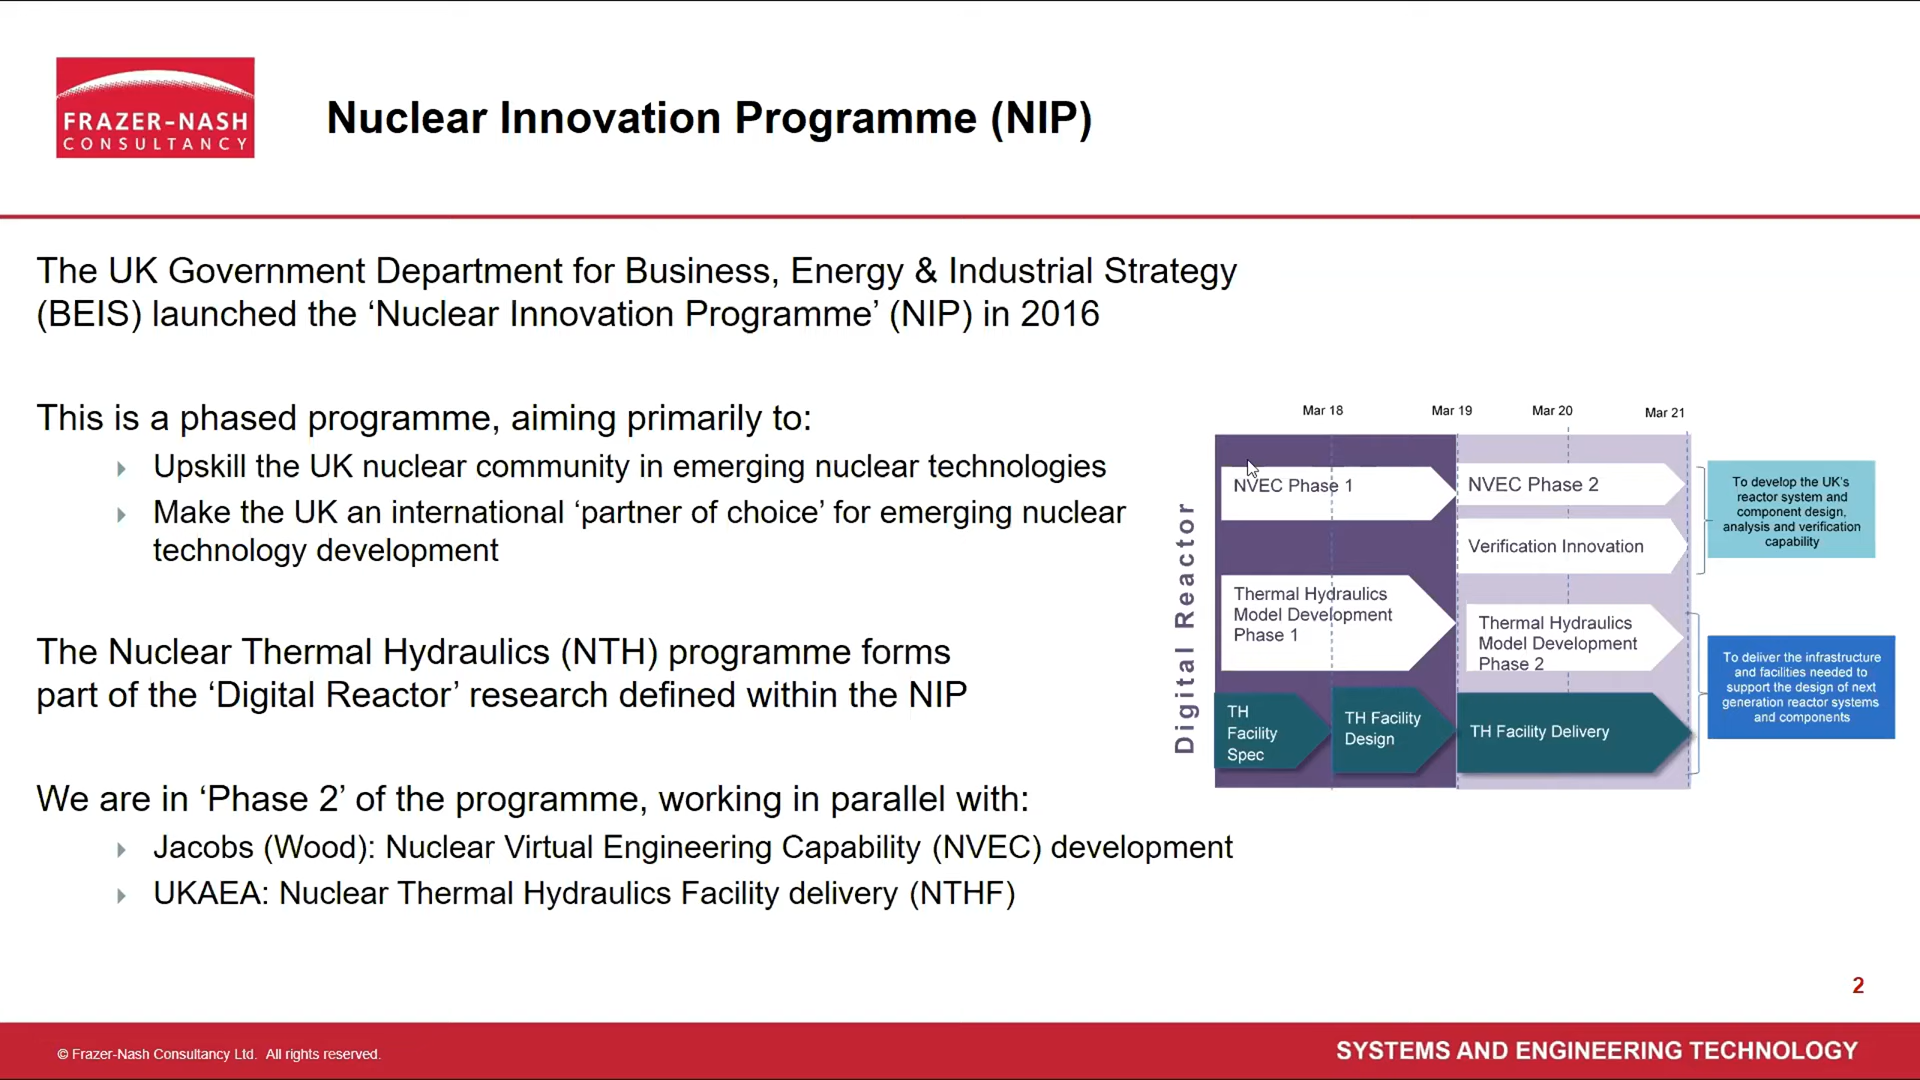 FRAZER-NASH
CONSULTANCY
Nuclear Innovation Programme (NIP)
The UK Government Department for Business, Energy & Industrial Strategy
(BEIS) launched the ‘Nuclear Innovation Programme’ (NIP) in 2016
This is a phased programme, aiming primarily to:
Upskill the UK nuclear community in emerging nuclear technologies
Make the UK an international ‘partner of choice’ for emerging nuclear
technology development
The Nuclear Thermal Hydraulics (NTH) programme forms
part of the ‘Digital Reactor’ research defined within the NIP
We are in ‘Phase 2’ of the programme, working in parallel with:
Jacobs (Wood): Nuclear Virtual Engineering Capability (NVEC) development
UKAEA: Nuclear Thermal Hydraulics Facility delivery (NTHF)
Mar 18
Mar 19
Mar 20
Mar 21
Digital Reactor
NVEC Phase 1
NVEC Phase 2
Verification Innovation
Thermal Hydraulics
Model Development
Phase 1
Thermal Hydraulics
Model Development
Phase 2
TH
Facility
Spec
TH Facility
Design
TH Facility Delivery
To develop the UK's
reactor system and
component design,
analysis and verification
capability
To deliver the infrastructure
and facilities needed to
support the design of next
generation reactor systems
and components
2
© Frazer-Nash Consultancy Ltd. All rights reserved.
SYSTEMS AND ENGINEERING TECHNOLOGY